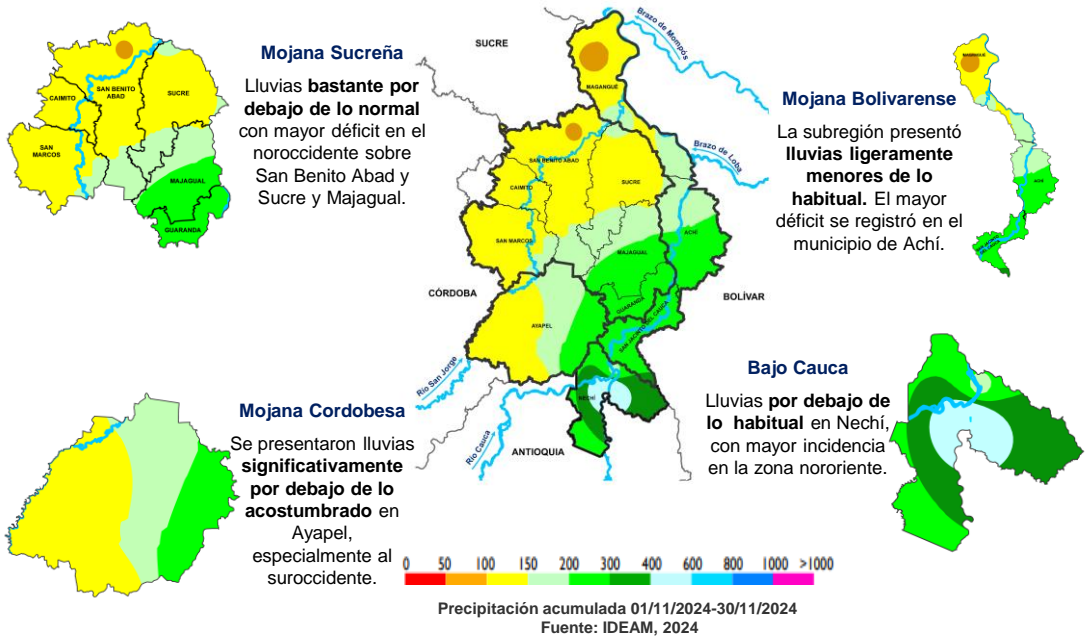 Mojana Sucreña
Lluvias bastante por
debajo de lo normal
con mayor déficit en el
noroccidente sobre
San Benito Abad y
Sucre y Majagual.
CAIMITO
SAN BENITO
ABAD
SUCRE
SAN
MARCOS
MAJAGUAL
GUARANDA
SUCRE
Brazo de Mompós
MAGANGUÉ
Brazo de Loba
SAN BENITO ABAD
CAIMITO
SUCRE
SAN MARCOS
ACHÍ
MAJAGUAL
CÓRDOBA
BOLÍVAR
GUARANDA
SAN JACINTO DEL CAUCA
AYAPEL
Río San Jorge
NECHÍ
Río Cauca
ANTIOQUIA
Mojana Bolivarense
La subregión presentó
lluvias ligeramente
menores de lo
habitual. El mayor
déficit se registró en el
municipio de Achí.
MAGANGUÉ
ACHÍ
Mojana Cordobesa
Se presentaron lluvias
significativamente
por debajo de lo
acostumbrado en
Ayapel,
especialmente al
suroccidente.
Bajo Cauca
Lluvias por debajo de
lo habitual en Nechí,
con mayor incidencia
en la zona nororiente.
0 50 100 150 200 300 400 600 800 1000 >1000
Precipitación acumulada 01/11/2024-30/11/2024
Fuente: IDEAM, 2024